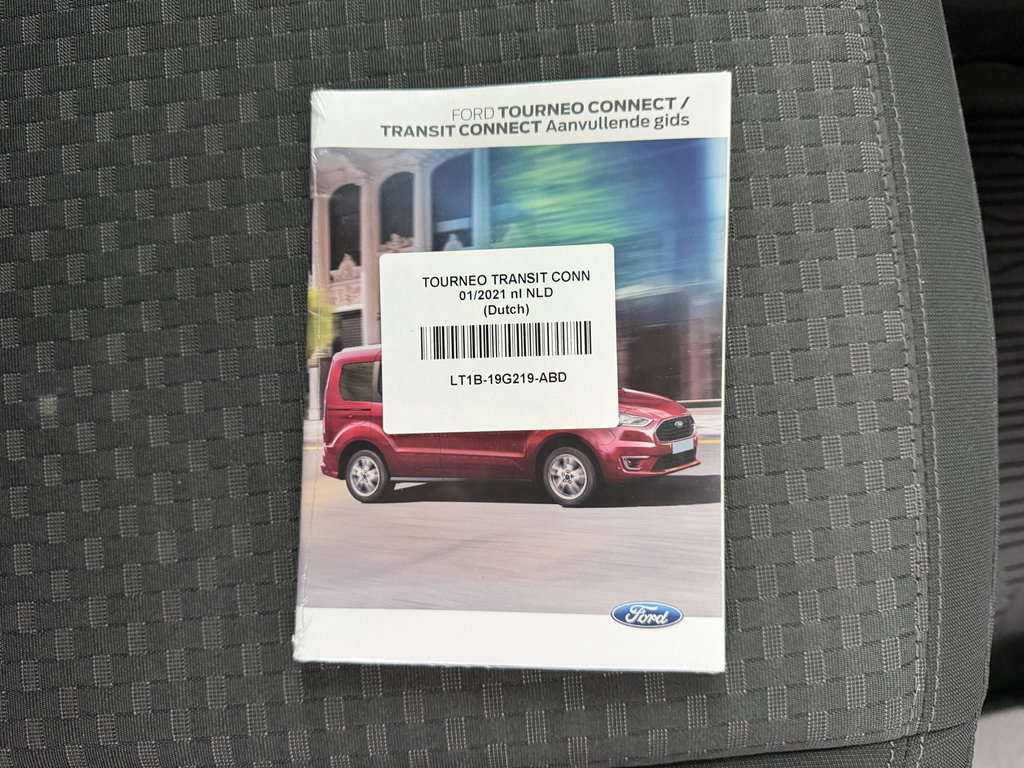 FORD TOURNEO CONNECT /
TRANSIT CONNECT Aanvullende gids
TOURNEO TRANSIT CONN
01/2021 nl NLD
(Dutch)
LT1B-19G219-ABD
Ford